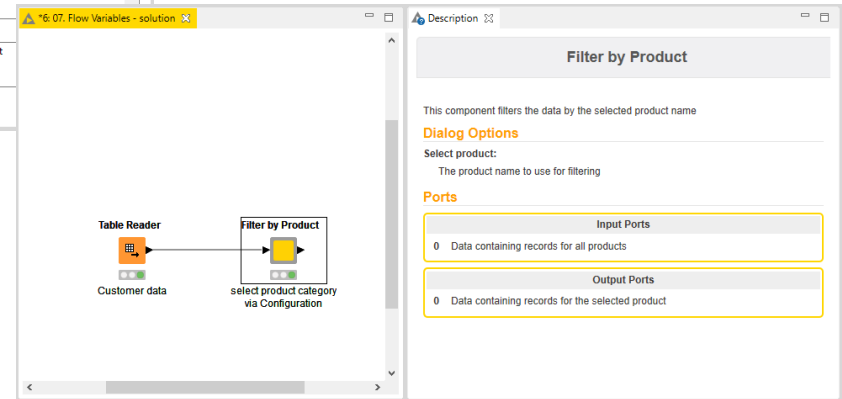 *6: 07. Flow Variables - solution
Description
t
Filter by Product
This component filters the data by the selected product name
Dialog Options
Select product:
The product name to use for filtering
Ports
Input Ports
0 Data containing records for all products
Output Ports
0 Data containing records for the selected product
Table Reader
Filter by Product
Customer data
select product category
via Configuration